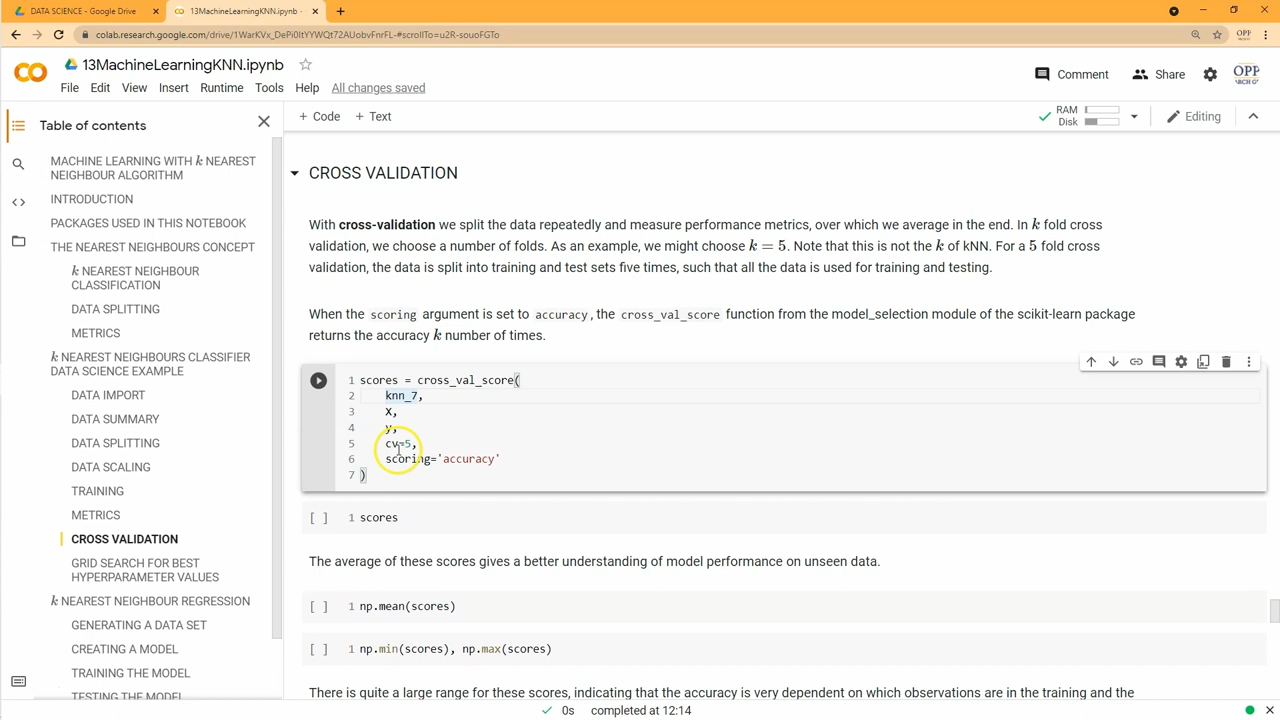 DATA SCIENCE - Google Drive
13MachineLearningKNN.ipynb -
colab.research.google.com/drive/1WarKVx_DePi0ItYYWQt72AUobvFnrFL-#scrollTo=u2R-souoFGTo
OPP
13MachineLearningKNN.ipynb
File Edit View Insert Runtime Tools Help All changes saved
Comment Share
OPP
Table of contents
+ Code + Text
RAM
Disk
Editing
MACHINE LEARNING WITH k NEAREST
NEIGHBOUR ALGORITHM
INTRODUCTION
PACKAGES USED IN THIS NOTEBOOK
THE NEAREST NEIGHBOURS CONCEPT
k NEAREST NEIGHBOUR
CLASSIFICATION
DATA SPLITTING
METRICS
k NEAREST NEIGHBOURS CLASSIFIER
DATA SCIENCE EXAMPLE
DATA IMPORT
DATA SUMMARY
DATA SPLITTING
DATA SCALING
TRAINING
METRICS
CROSS VALIDATION
GRID SEARCH FOR BEST
HYPERPARAMETER VALUES
k NEAREST NEIGHBOUR REGRESSION
GENERATING A DATA SET
CREATING A MODEL
TRAINING THE MODEL
TESTING THE MODEL
CROSS VALIDATION
With cross-validation we split the data repeatedly and measure performance metrics, over which we average in the end. In k fold cross
validation, we choose a number of folds. As an example, we might choose k = 5. Note that this is not the k of kNN. For a 5 fold cross
validation, the data is split into training and test sets five times, such that all the data is used for training and testing.
When the scoring argument is set to accuracy, the cross_val_score function from the model_selection module of the scikit-learn package
returns the accuracy k number of times.
1 scores = cross_val_score(
2 knn_7,
3 X,
4 y,
5 cv=5,
6 scoring='accuracy'
7 )
[ ] 1 scores
The average of these scores gives a better understanding of model performance on unseen data.
[ ] 1 np.mean(scores)
[ ] 1 np.min(scores), np.max(scores)
There is quite a large range for these scores, indicating that the accuracy is very dependent on which observations are in the training and the
0s completed at 12:14